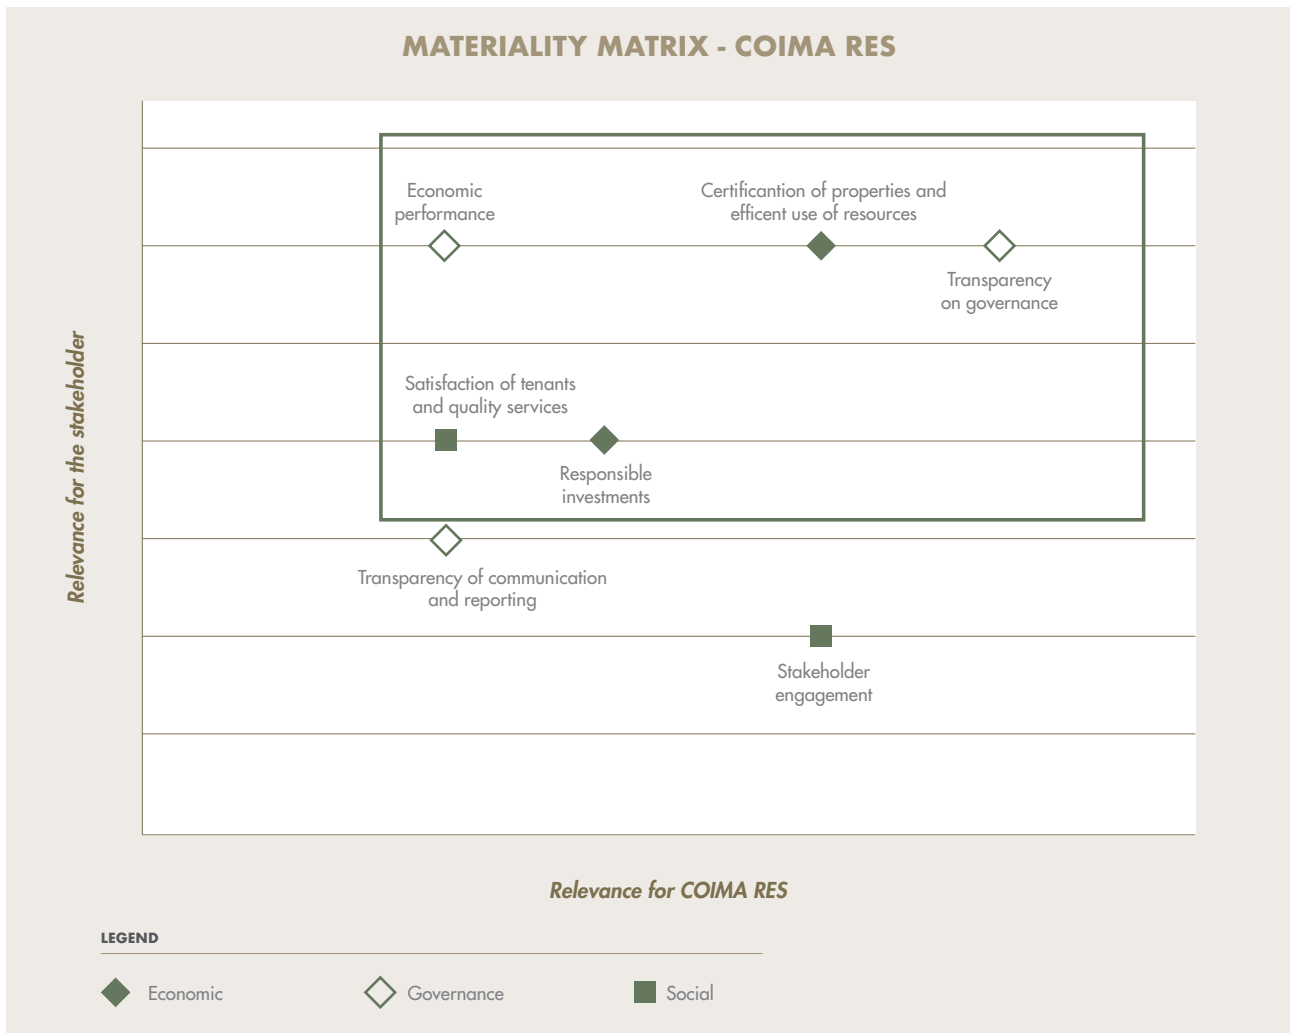 MATERIALITY MATRIX - COIMA RES
Economic
performance
Certificantion of properties and
efficent use of resources
Transparency
on governance
Satisfaction of tenants
and quality services
Responsible
investments
Transparency of communication
and reporting
Stakeholder
engagement
Relevance for the stakeholder
Relevance for COIMA RES
LEGEND
Economic
Governance
Social